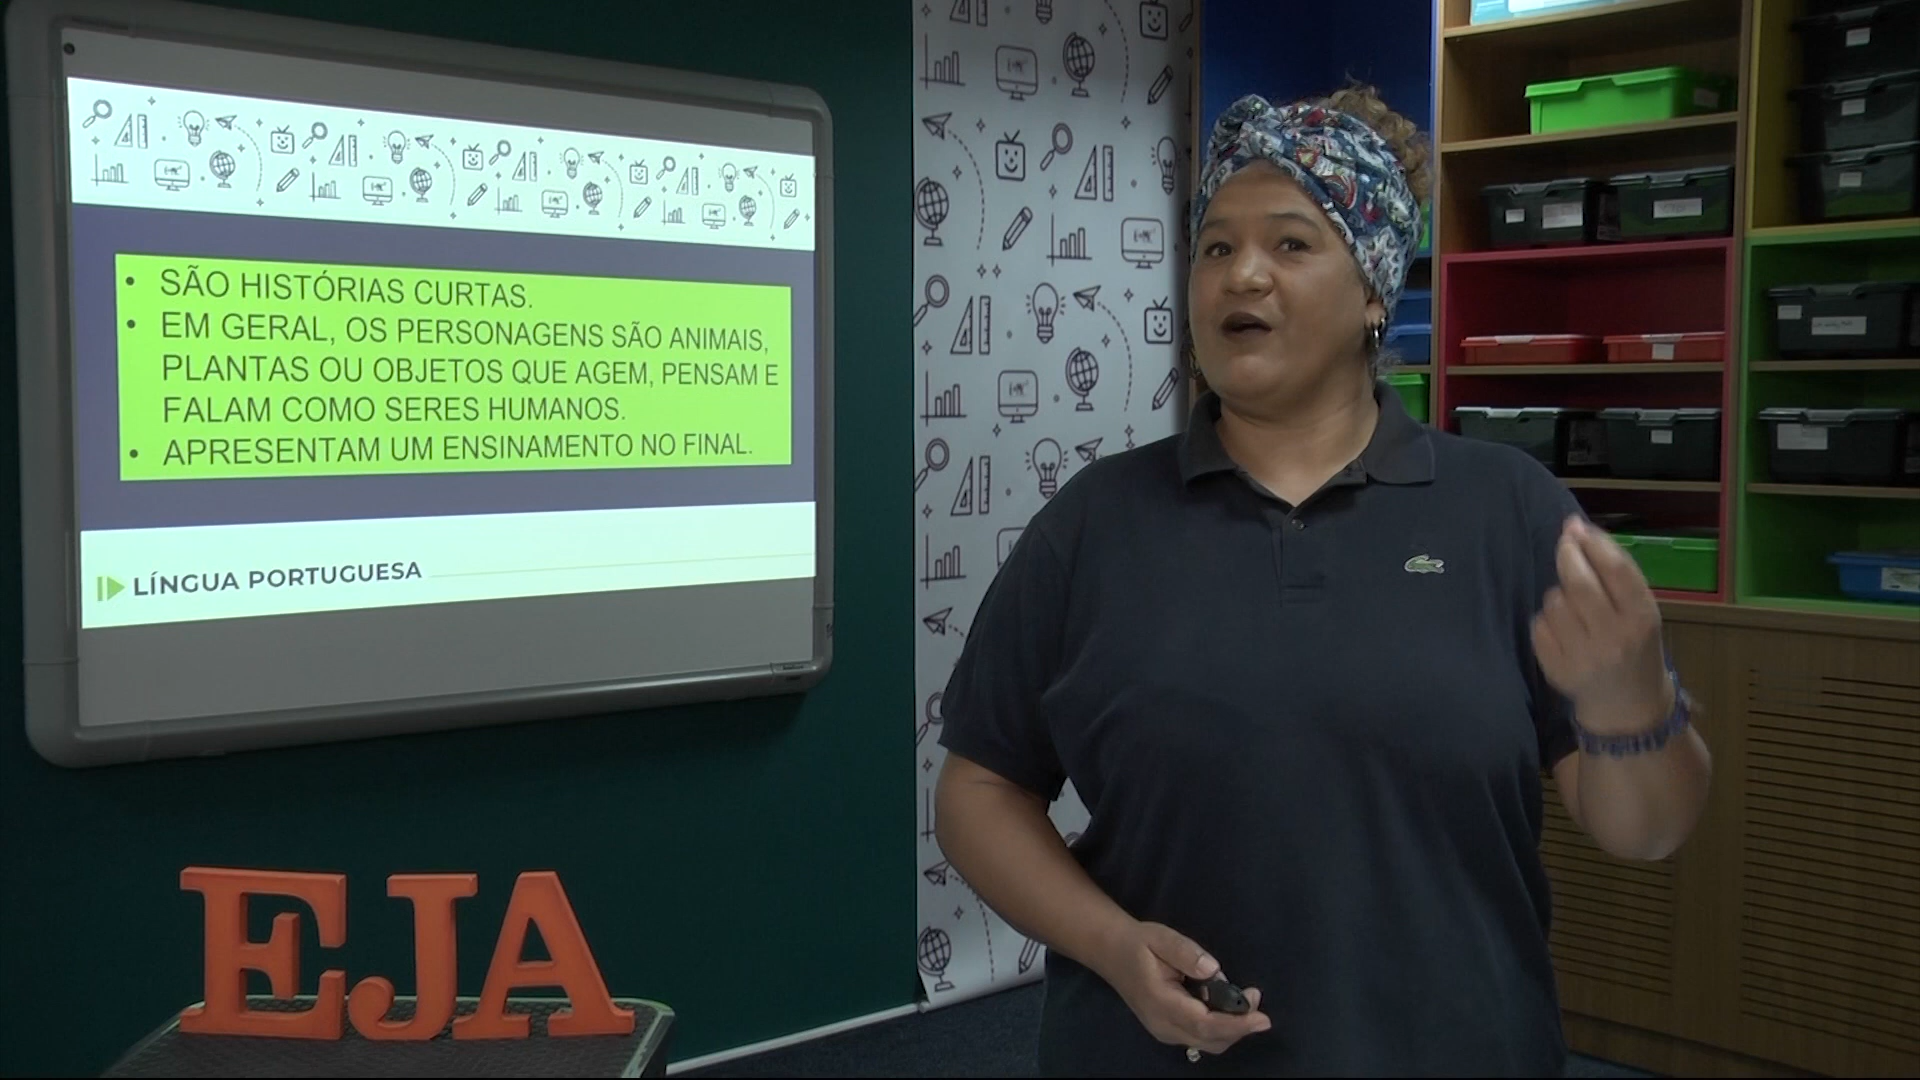 • SÃO HISTÓRIAS CURTAS.
• EM GERAL, OS PERSONAGENS SÃO ANIMAIS,
PLANTAS OU OBJETOS QUE AGEM, PENSAM E
FALAM COMO SERES HUMANOS.
• APRESENTAM UM ENSINAMENTO NO FINAL.
LÍNGUA PORTUGUESA
EJA